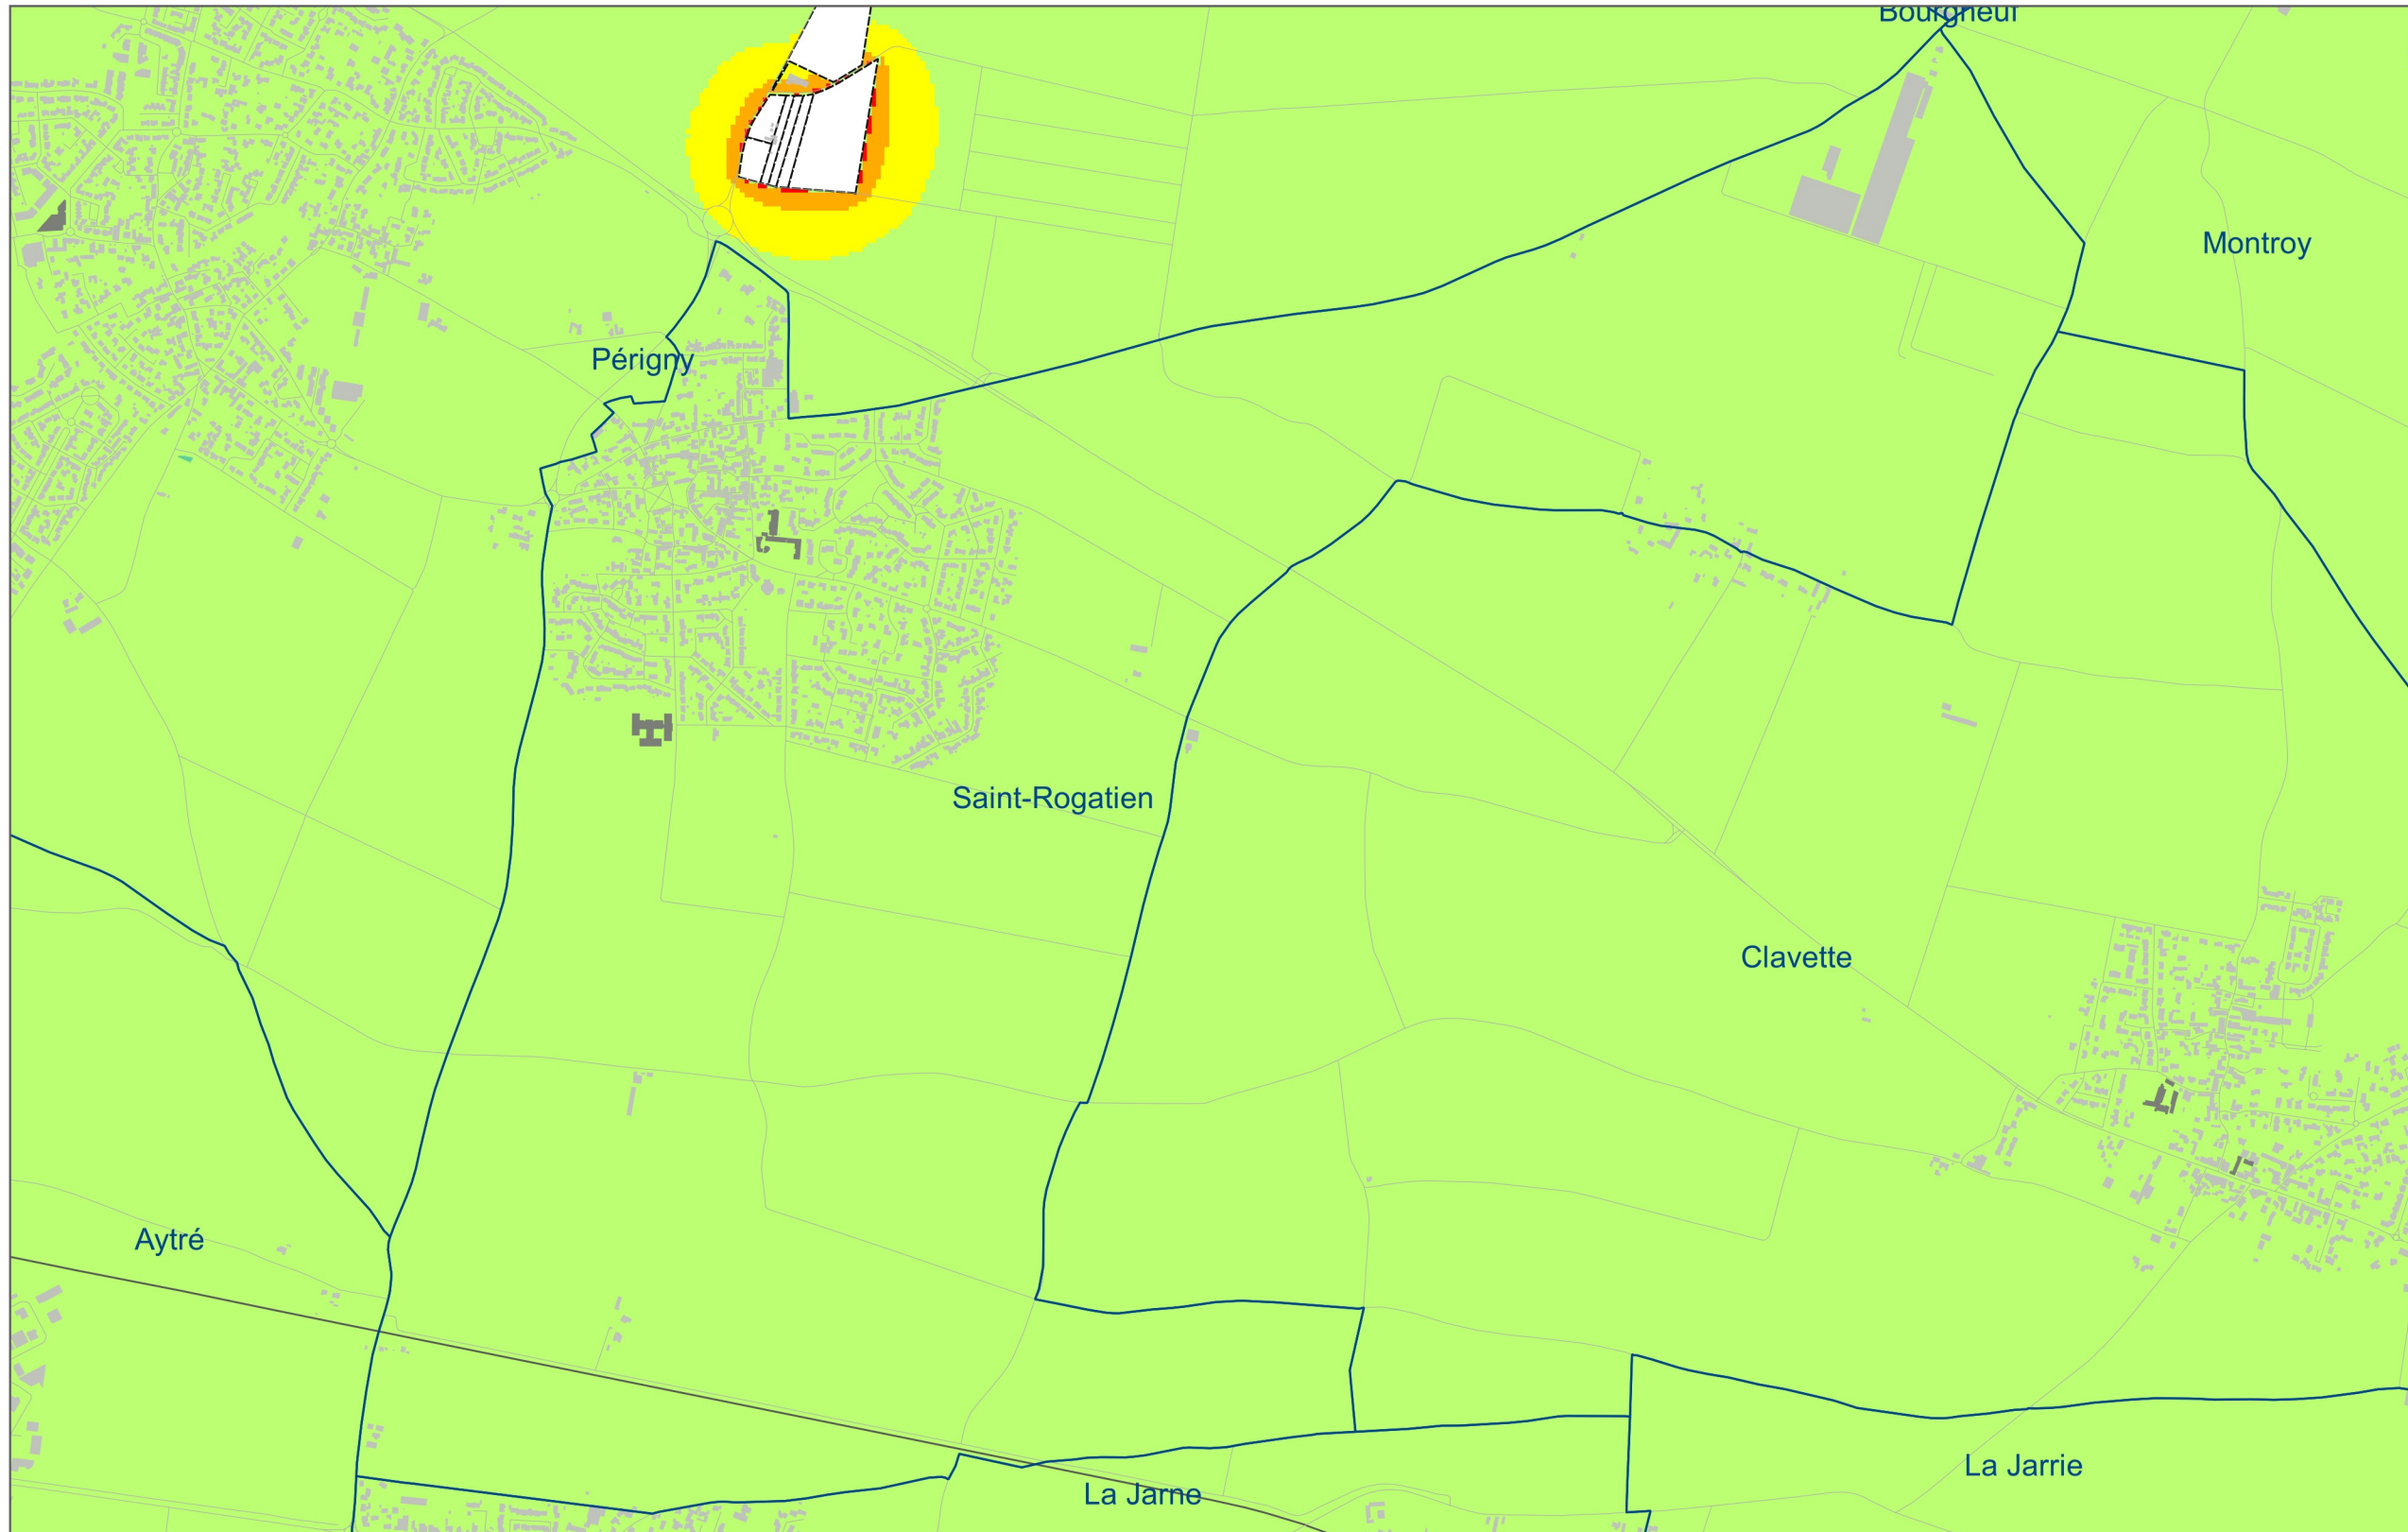 Bourgneuf
Montroy
Périgny
Saint-Rogatien
Clavette
Aytré
La Jarrie
La Jarne